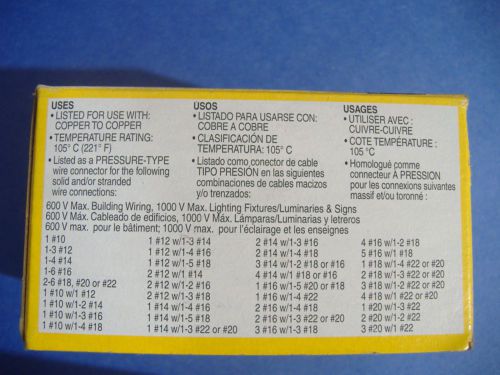 USES
• LISTED FOR USE WITH:
COPPER TO COPPER
• TEMPERATURE RATING:
105° C (221° F)
• Listed as a PRESSURE-TYPE
wire connector for the following
solid and/or stranded
wire connections:
USOS
• LISTADO PARA USARSE CON:
COBRE A COBRE
• CLASIFICACIÓN DE
TEMPERATURA: 105° C
• Listado como conector de cable
TIPO PRESIÓN en las siguientes
combinaciones de cables macizos
y/o trenzados:
USAGES
• UTILISER AVEC :
CUIVRE-CUIVRE
• COTE TEMPÉRATURE :
105 °C
• Homologué comme
connecteur À PRESSION
pour les connexions suivantes
massif et/ou toronné :
600 V Max. Building Wiring, 1000 V Max. Lighting Fixtures/Luminaries & Signs
600 V Máx. Cableado de edificios, 1000 V Máx. Lámparas/Luminarias y letreros
600 V max. pour le bâtiment; 1000 V max. pour l'éclairage et les enseignes
1 #10
1-3 #12
1-4 #14
1-6 #16
2-6 #18, #20 or #22
1 #10 w/1 #12
1 #10 w/1-2 #14
1 #10 w/1-3 #16
1 #10 w/1-4 #18
1 #12 w/1-3 #14
1 #12 w/1-4 #16
1 #12 w/1-5 #18
2 #12 w/1 #14
2 #12 w/1-2 #16
2 #12 w/1-3 #18
1 #14 w/1-4 #16
1 #14 w/1-5 #18
1 #14 w/1-3 #22 or #20
2 #14 w/1-3 #16
2 #14 w/1-4 #18
3 #14 w/1-2 #18 or #16
4 #14 w/1 #18 or #16
1 #16 w/1-5 #20 or #18
1 #16 w/1-4 #22
2 #16 w/1-4 #18
2 #16 w/1-3 #22 or #20
3 #16 w/1-3 #18
4 #16 w/1-2 #18
5 #16 w/1 #18
1 #18 w/1-4 #22 or #20
2 #18 w/1-4 #22 or #20
3 #18 w/1-3 #22 or #20
4 #18 w/1-3 #22 or #20
1 #20 w/1-3 #22
2 #20 w/1-2 #22
3 #20 w/1 #22